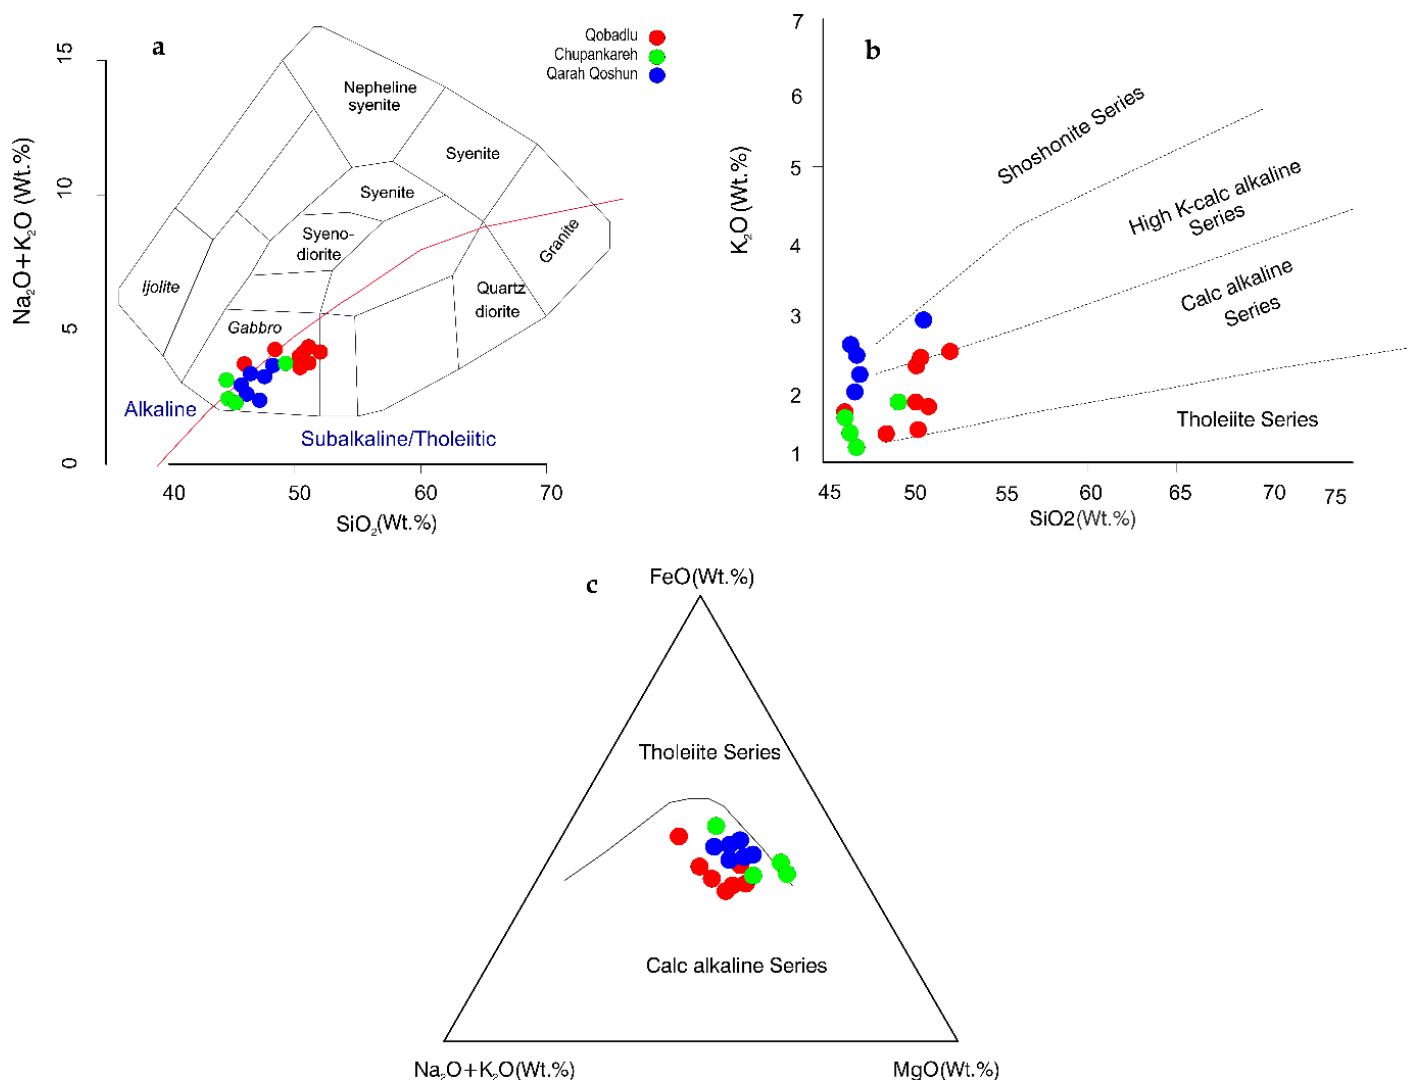 a
Qobadlu
Chupankareh
Qarah Qoshun
15
10
5
0
Na₂O+K₂O (Wt.%)
Nepheline
syenite
Syenite
Syenite
Syeno-
diorite
Granite
Ijolite
Quartz
diorite
Gabbro
Alkaline
Subalkaline/Tholeiitic
40 50 60 70
SiO₂(Wt.%)
b
7
6
5
4
3
2
1
K₂O (Wt.%)
Shoshonite Series
High K-calc alkaline
Series
Calc alkaline
Series
Tholeiite Series
45 50 55 60 65 70 75
SiO2(Wt.%)
c
FeO(Wt.%)
Tholeiite Series
Calc alkaline Series
Na₂O+K₂O(Wt.%)
MgO(Wt.%)